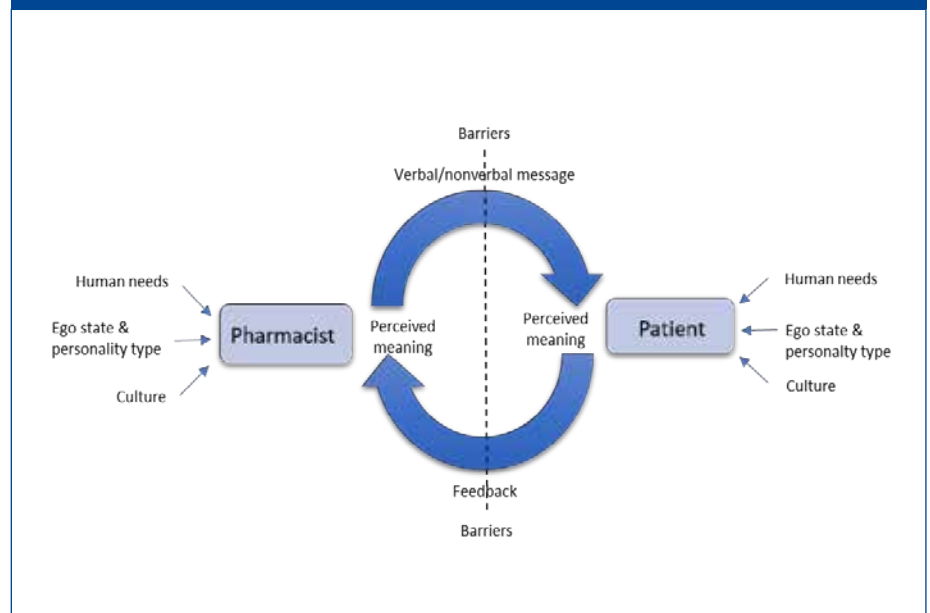 Barriers
Verbal/nonverbal message
Human needs
Ego state &
personality type
Culture
Pharmacist
Perceived
meaning
Perceived
meaning
Patient
Human needs
Ego state &
personalty type
Culture
Feedback
Barriers